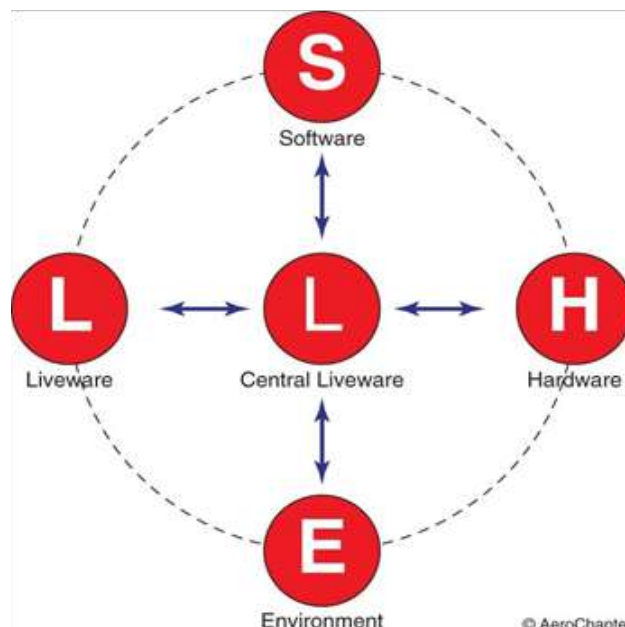 S
Software
L
Liveware
L
Central Liveware
H
Hardware
E
Environment